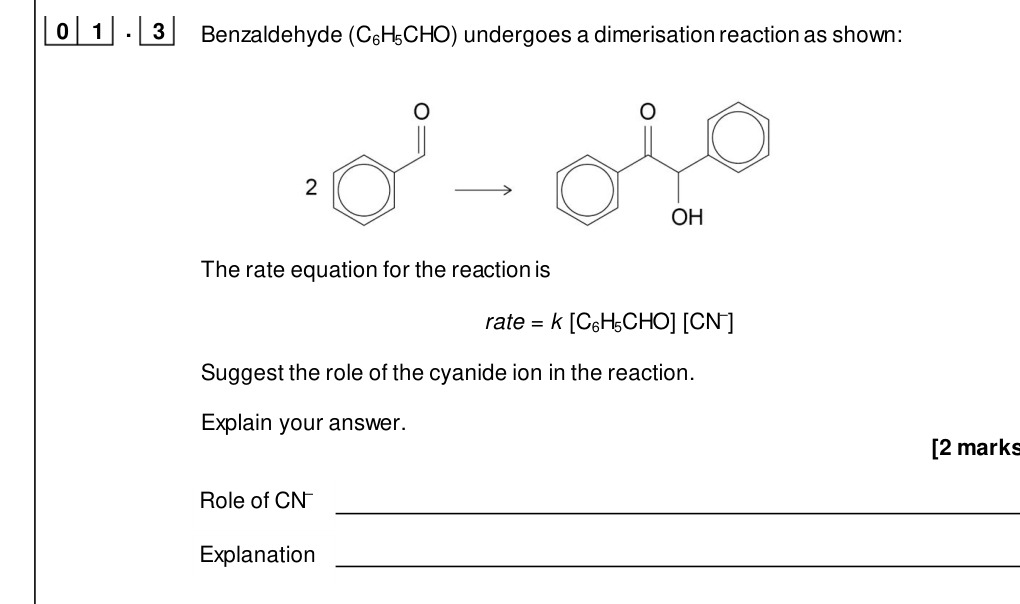 0 1 . 3 Benzaldehyde (C₆H₅CHO) undergoes a dimerisation reaction as shown:
O O
2
OH
The rate equation for the reaction is
rate = k [C₆H₅CHO] [CN⁻]
Suggest the role of the cyanide ion in the reaction.
Explain your answer.
[2 marks
Role of CN⁻
Explanation